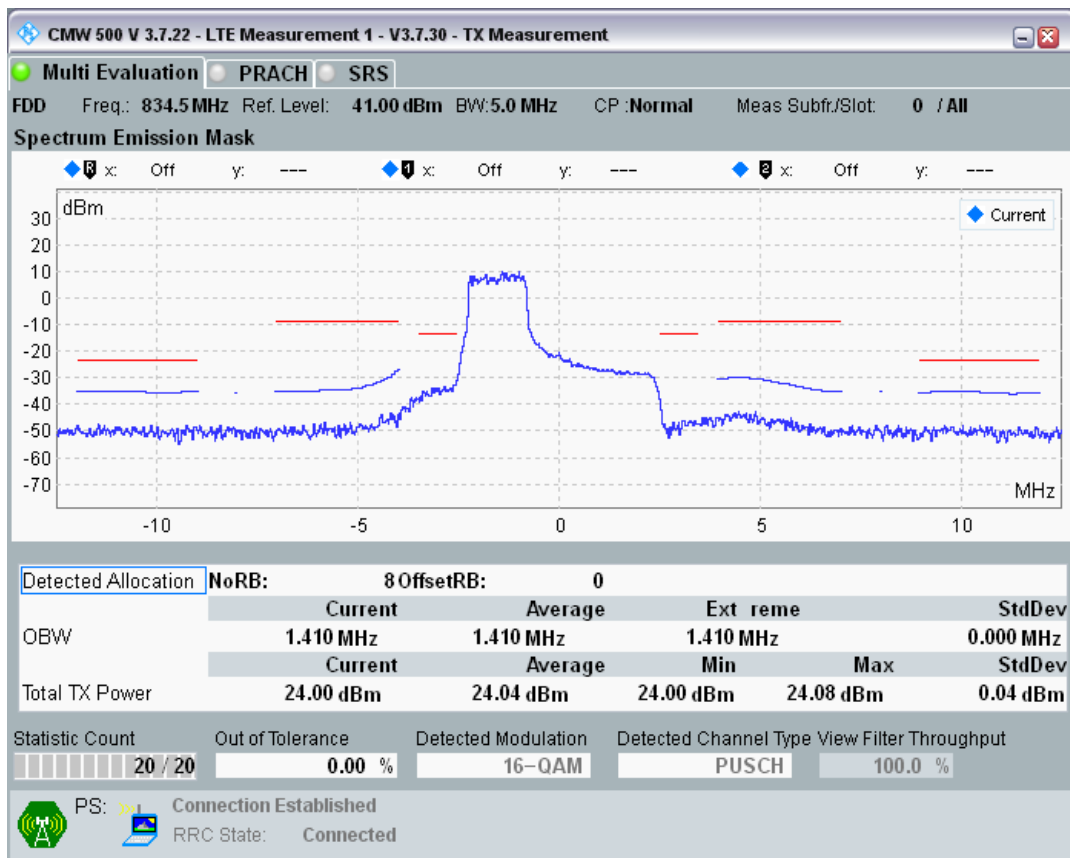 CMW 500 V 3.7.22 - LTE Measurement 1 - V3.7.30 - TX Measurement
Multi Evaluation PRACH SRS
FDD Freq.: 834.5 MHz Ref. Level: 41.00 dBm BW: 5.0 MHz CP : Normal Meas Subfr./Slot: 0 / All
Spectrum Emission Mask
R x: Off y: --- 1 x: Off y: --- 2 x: Off y: ---
dBm
Current
30
20
10
0
-10
-20
-30
-40
-50
-60
-70
MHz
-10 -5 0 5 10
Detected Allocation NoRB: 8 OffsetRB: 0
Current Average Ext reme StdDev
OBW 1.410 MHz 1.410 MHz 1.410 MHz 0.000 MHz
Current Average Min Max StdDev
Total TX Power 24.00 dBm 24.04 dBm 24.00 dBm 24.08 dBm 0.04 dBm
Statistic Count Out of Tolerance Detected Modulation Detected Channel Type View Filter Throughput
20 / 20 0.00 % 16-QAM PUSCH 100.0 %
PS: Connection Established
RRC State: Connected